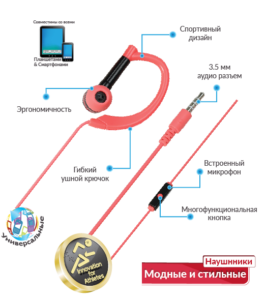 Совместимы со всеми
Планшетами
& Смартфонами
Спортивный
дизайн
3.5 мм
аудио разъем
Эргономичность
Гибкий
ушной крючок
Встроенный
микрофон
Многофункциональная
кнопка
Универсальные
Innovation
for
Athletes
Наушники
Модные и стильные